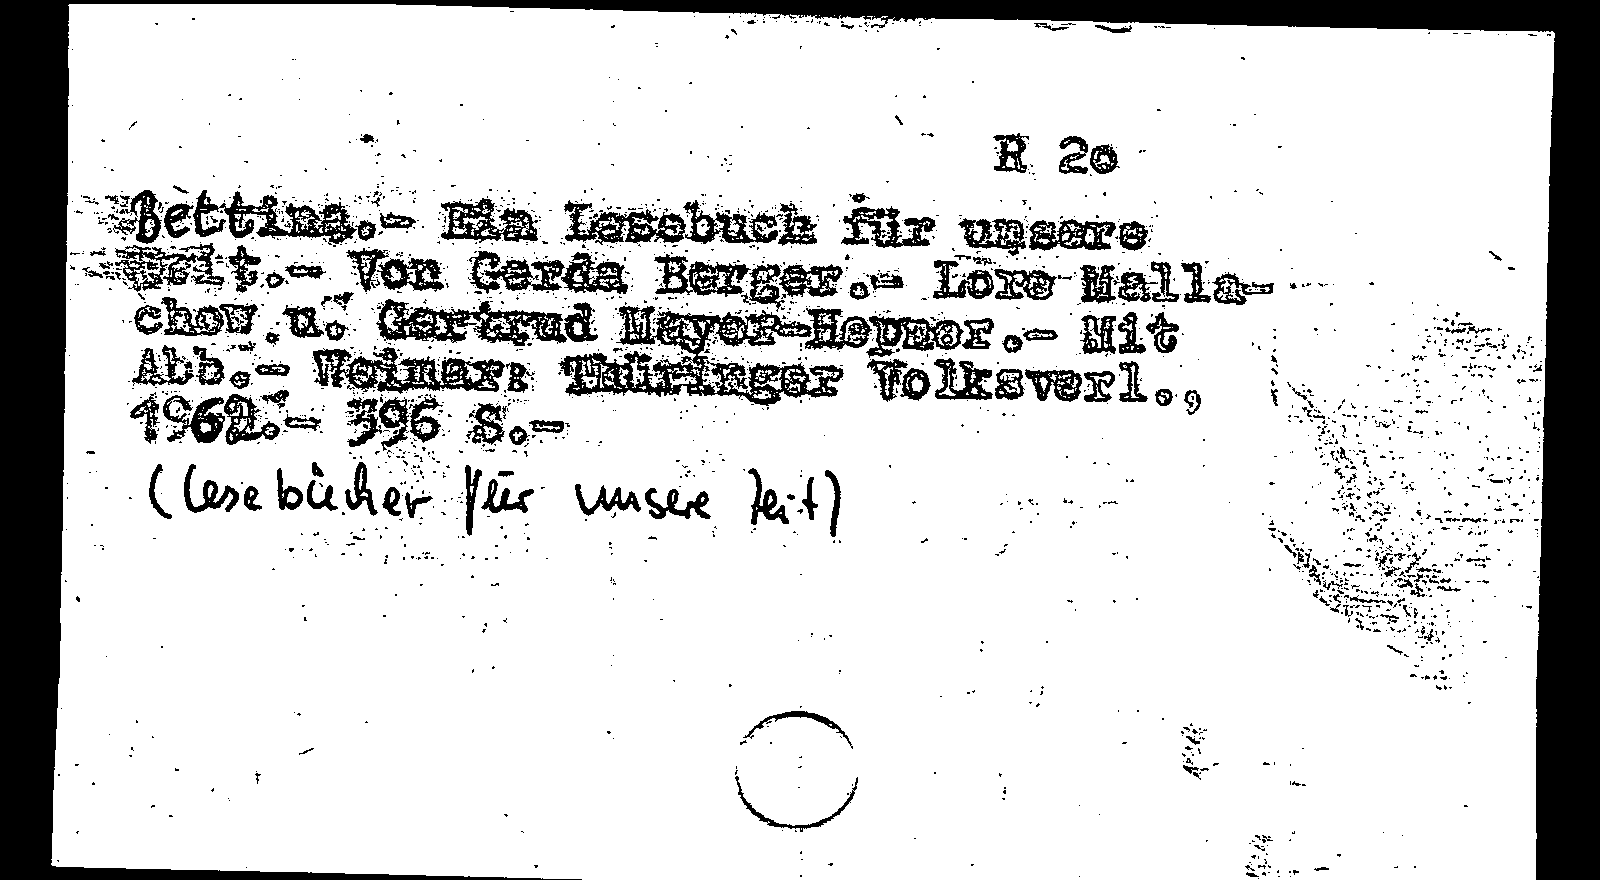 R 20
Bettina.- Ein Lesebuch für unsere
Zeit.- Von Gerda Berger.- Lore Malla-
chow u. Gertrud Meyer-Hepner.- Mit
Abb.- Weimar: Thüringer Volksverl.,
1962.- 396 S.-
(Lesebücher für unsere Zeit)